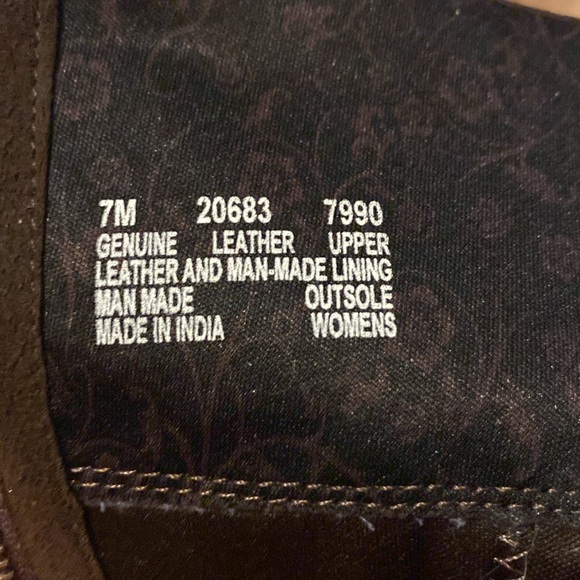 7M 20683 7990
GENUINE LEATHER UPPER
LEATHER AND MAN-MADE LINING
MAN MADE OUTSOLE
MADE IN INDIA WOMENS